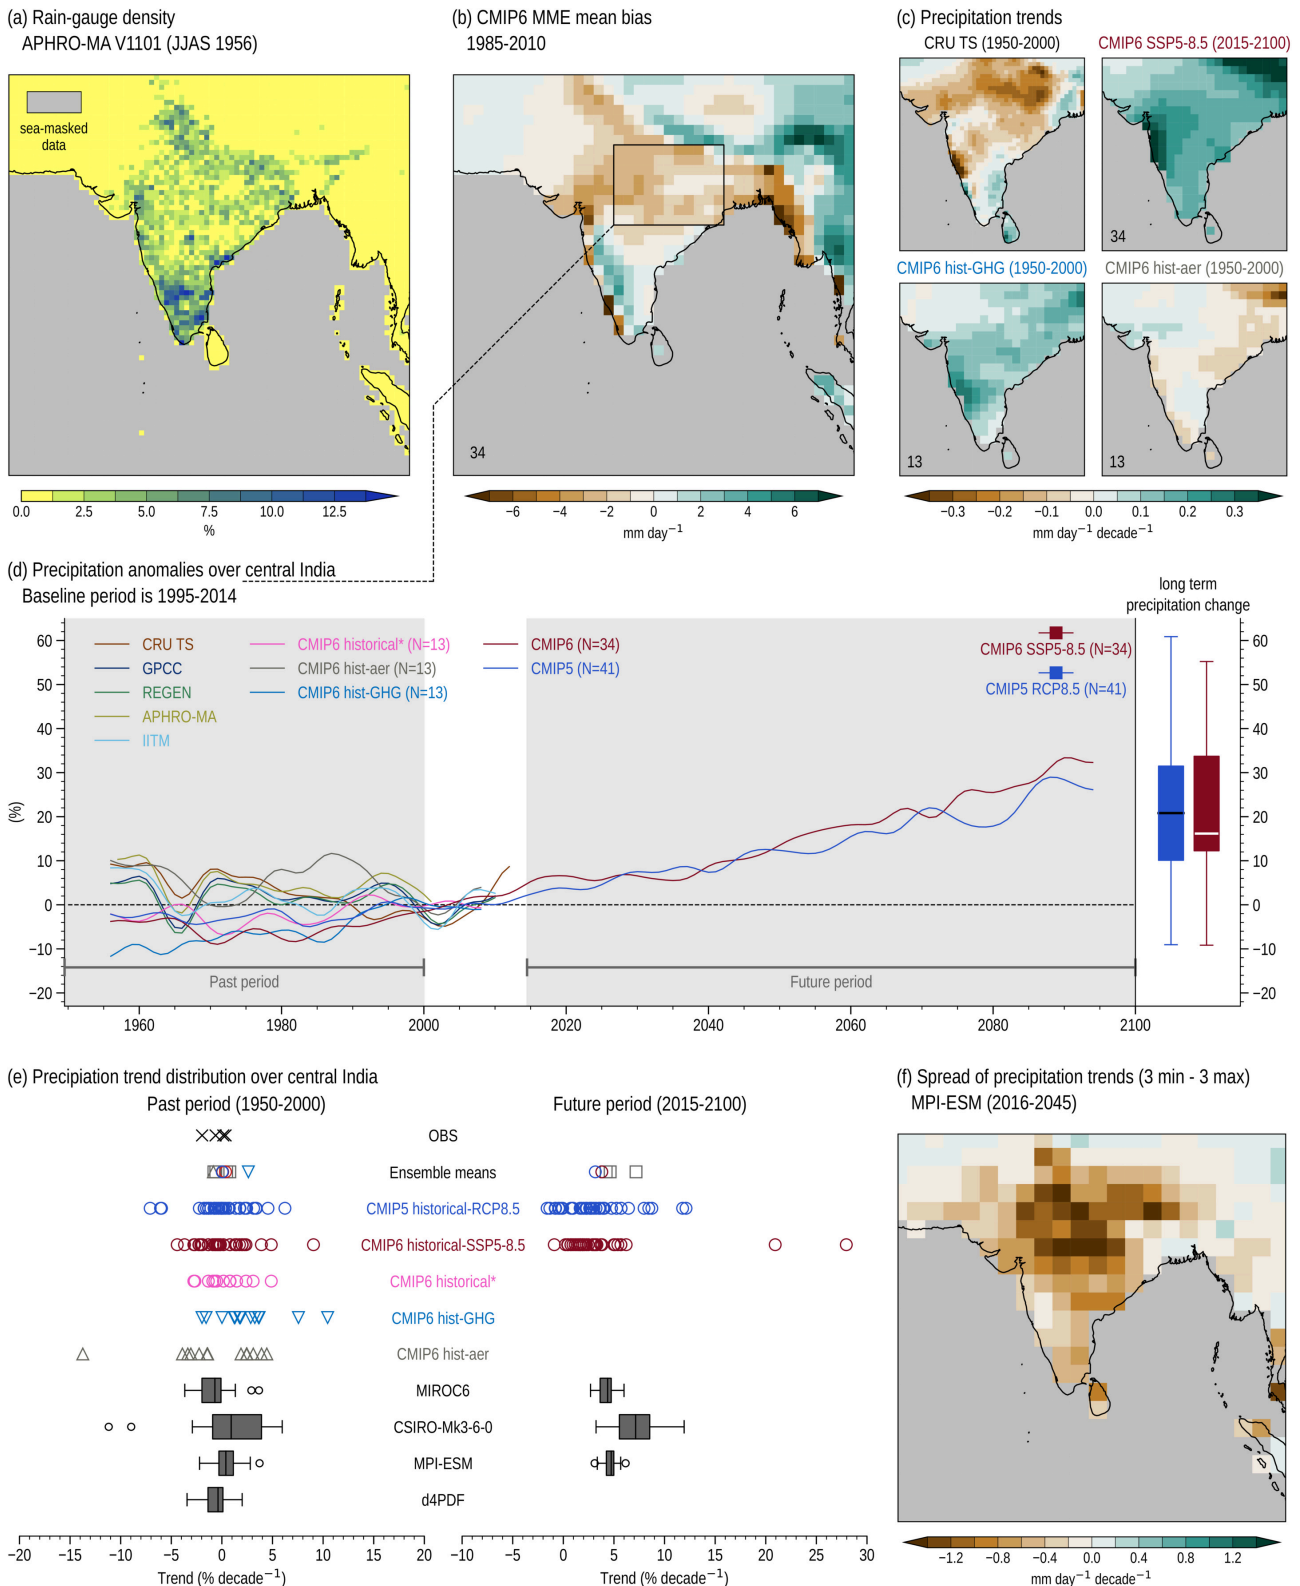 (a) Rain-gauge density
APHRO-MA V1101 (JJAS 1956)
sea-masked
data
0.0 2.5 5.0 7.5 10.0 12.5
%
(b) CMIP6 MME mean bias
1985-2010
34
−6 −4 −2 0 2 4 6
mm day⁻¹
(c) Precipitation trends
CRU TS (1950-2000)
CMIP6 SSP5-8.5 (2015-2100)
34
CMIP6 hist-GHG (1950-2000)
CMIP6 hist-aer (1950-2000)
13
13
−0.3 −0.2 −0.1 0.0 0.1 0.2 0.3
mm day⁻¹ decade⁻¹
(d) Precipitation anomalies over central India
Baseline period is 1995-2014
long term
precipitation change
CRU TS
GPCC
REGEN
APHRO-MA
IITM
CMIP6 historical* (N=13)
CMIP6 hist-aer (N=13)
CMIP6 hist-GHG (N=13)
CMIP6 (N=34)
CMIP5 (N=41)
CMIP6 SSP5-8.5 (N=34)
CMIP5 RCP8.5 (N=41)
60
50
40
30
20
10
0
−10
−20
(%)
60
50
40
30
20
10
0
−10
−20
Past period
Future period
1960 1980 2000 2020 2040 2060 2080 2100
(e) Precipiation trend distribution over central India
Past period (1950-2000)
Future period (2015-2100)
OBS
Ensemble means
CMIP5 historical-RCP8.5
CMIP6 historical-SSP5-8.5
CMIP6 historical*
CMIP6 hist-GHG
CMIP6 hist-aer
MIROC6
CSIRO-Mk3-6-0
MPI-ESM
d4PDF
−20 −15 −10 −5 0 5 10 15 20
Trend (% decade⁻¹)
−10 −5 0 5 10 15 20 25 30
Trend (% decade⁻¹)
(f) Spread of precipitation trends (3 min - 3 max)
MPI-ESM (2016-2045)
−1.2 −0.8 −0.4 0.0 0.4 0.8 1.2
mm day⁻¹ decade⁻¹